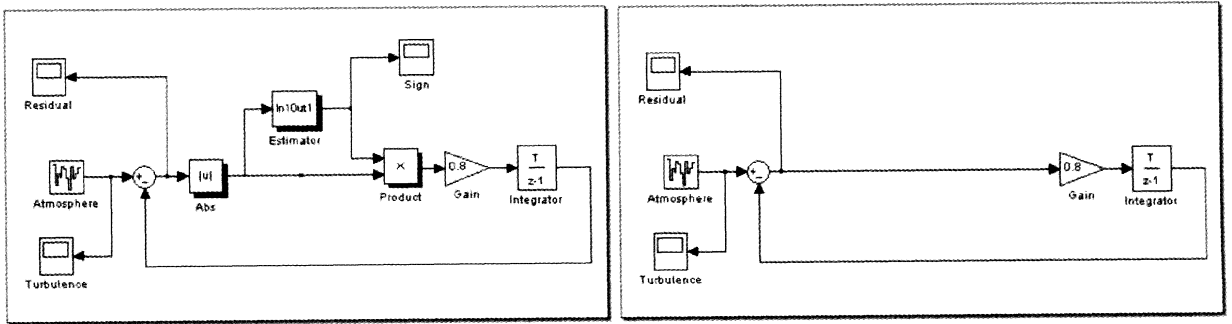 Residual
Sign
In1Out1
Estimator
Atmosphere
+
-
|u|
Abs
×
Product
0.8
Gain
T
z-1
Integrator
Turbulence
Residual
Atmosphere
+
-
0.8
Gain
T
z-1
Integrator
Turbulence